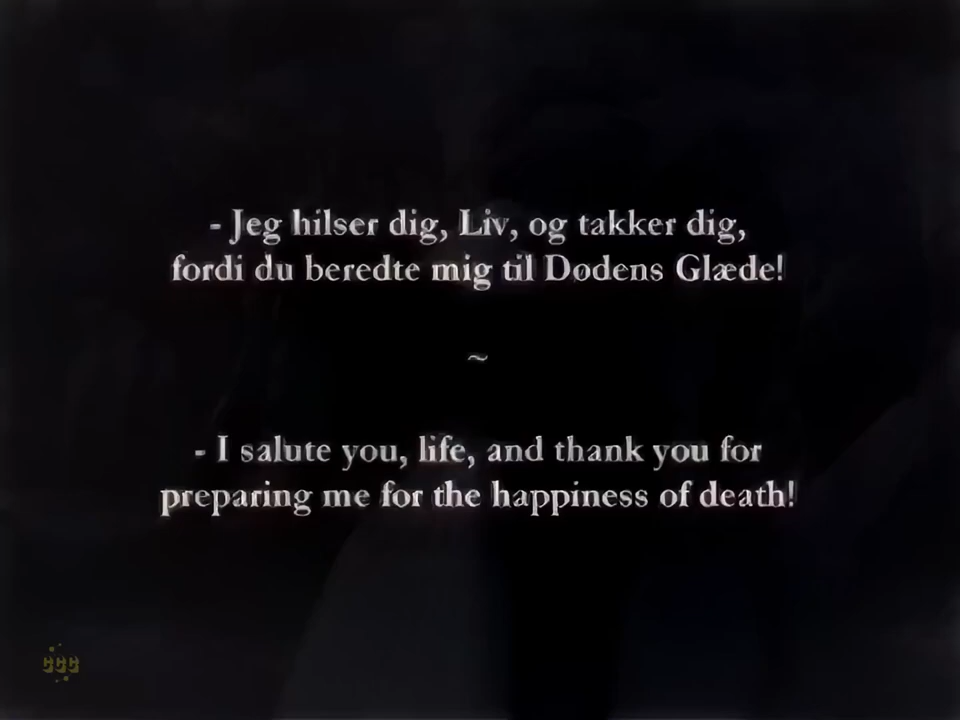 - Jeg hilser dig, Liv, og takker dig,
fordi du beredte mig til Dødens Glæde!
~
- I salute you, life, and thank you for
preparing me for the happiness of death!
CCC